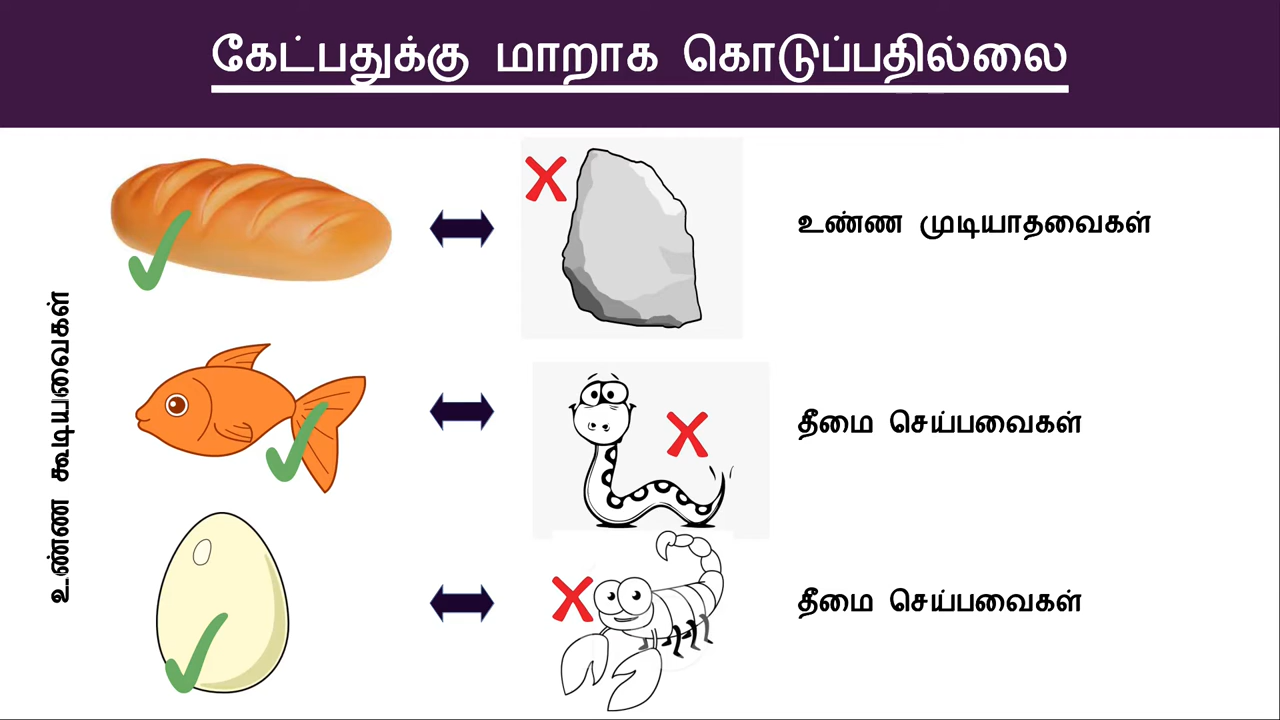 கேட்பதுக்கு மாறாக கொடுப்பதில்லை
உண்ண கூடியவைகள்
உண்ண முடியாதவைகள்
தீமை செய்பவைகள்
தீமை செய்பவைகள்